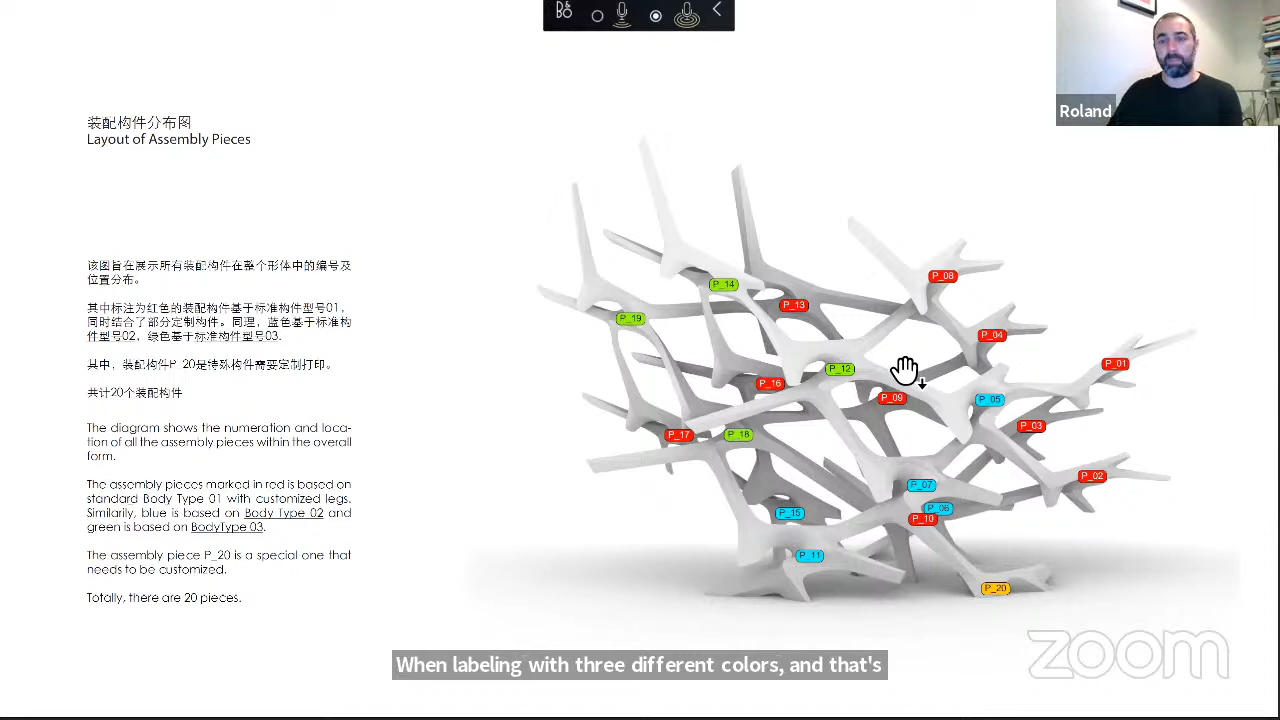 D&
BO
Roland
装配构件分布图
Layout of Assembly Pieces
该图旨在展示所有装配构件在整个形体中的编号及
位置分布。
其中标注为红色的装配构件基于标准构件型号01，
同时结合了部分定制构件。同理，蓝色基于标准构
件型号02，绿色基于标准构件型号03。
其中，装配构件P_20是特殊构件需要定制打印。
共计20个装配构件
The diagram shows the numeration and loca-
tion of all the assembly pieces within the overall
form.
The assembly pieces marked in red is based on
standard Body Type 01 with customized legs.
Similarily, blue is based on Body Type 02 and
green is based on Body Type 03.
The assembly piece P_20 is a special one that
needs to be customized.
Totally, there are 20 pieces.
P_08
P_14
P_13
P_19
P_04
P_01
P_12
P_16
P_09
P_05
P_03
P_17
P_18
P_02
P_07
P_06
P_15
P_10
P_11
P_20
zoom
When labeling with three different colors, and that's